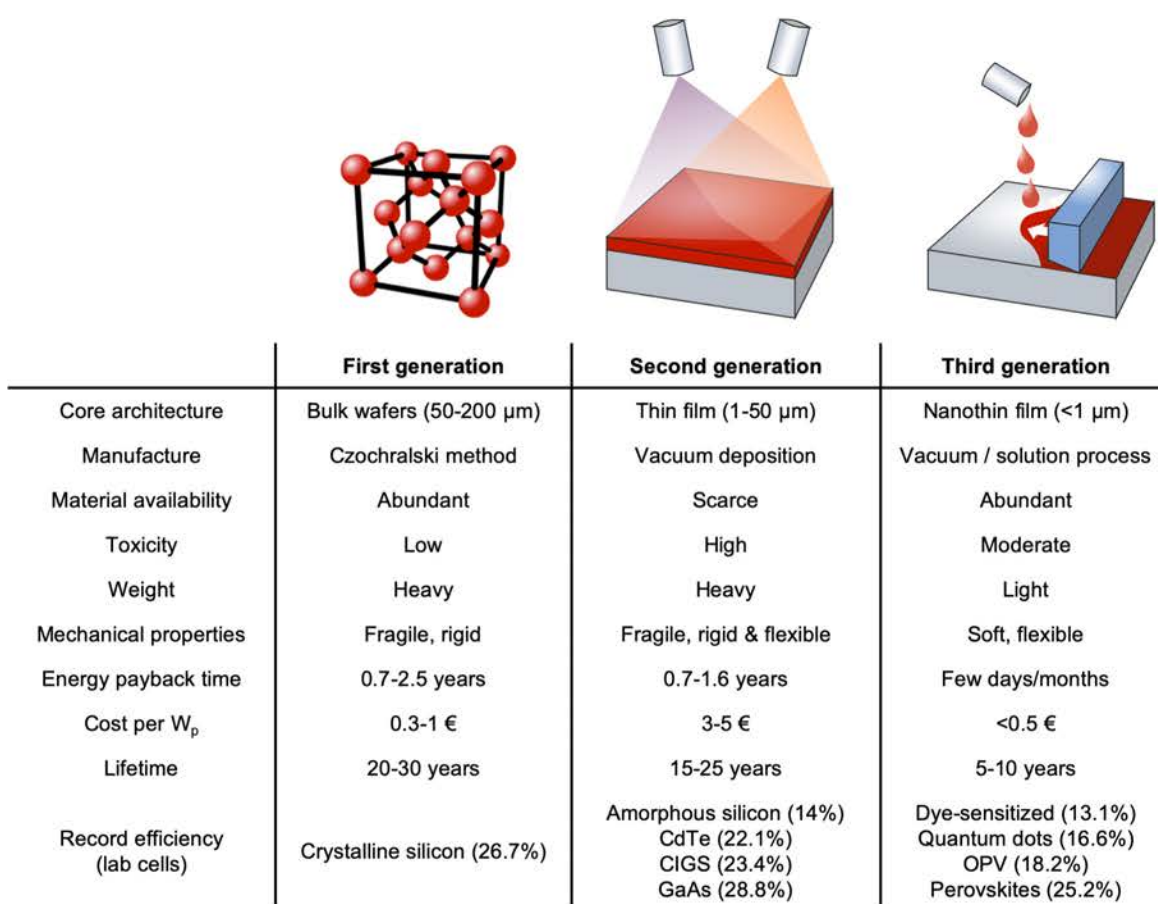 First generation Second generation Third generation
Core architecture Bulk wafers (50-200 µm) Thin film (1-50 µm) Nanothin film (<1 µm)
Manufacture Czochralski method Vacuum deposition Vacuum / solution process
Material availability Abundant Scarce Abundant
Toxicity Low High Moderate
Weight Heavy Heavy Light
Mechanical properties Fragile, rigid Fragile, rigid & flexible Soft, flexible
Energy payback time 0.7-2.5 years 0.7-1.6 years Few days/months
Cost per Wp 0.3-1 € 3-5 € <0.5 €
Lifetime 20-30 years 15-25 years 5-10 years
Record efficiency
(lab cells)
Crystalline silicon (26.7%)
Amorphous silicon (14%)
CdTe (22.1%)
CIGS (23.4%)
GaAs (28.8%)
Dye-sensitized (13.1%)
Quantum dots (16.6%)
OPV (18.2%)
Perovskites (25.2%)